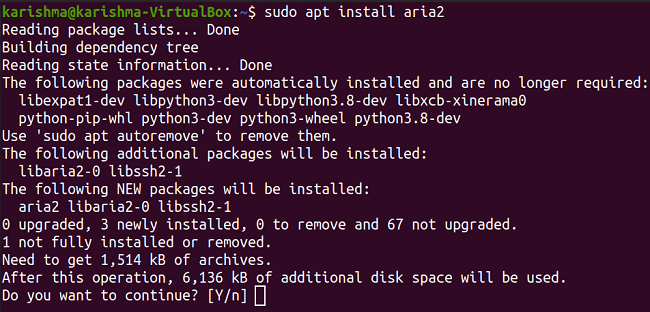 karishma@karishma-VirtualBox:~$ sudo apt install aria2
Reading package lists... Done
Building dependency tree
Reading state information... Done
The following packages were automatically installed and are no longer required:
  libexpat1-dev libpython3-dev libpython3.8-dev libxcb-xinerama0
  python-pip-whl python3-dev python3-wheel python3.8-dev
Use 'sudo apt autoremove' to remove them.
The following additional packages will be installed:
  libaria2-0 libssh2-1
The following NEW packages will be installed:
  aria2 libaria2-0 libssh2-1
0 upgraded, 3 newly installed, 0 to remove and 67 not upgraded.
1 not fully installed or removed.
Need to get 1,514 kB of archives.
After this operation, 6,136 kB of additional disk space will be used.
Do you want to continue? [Y/n]